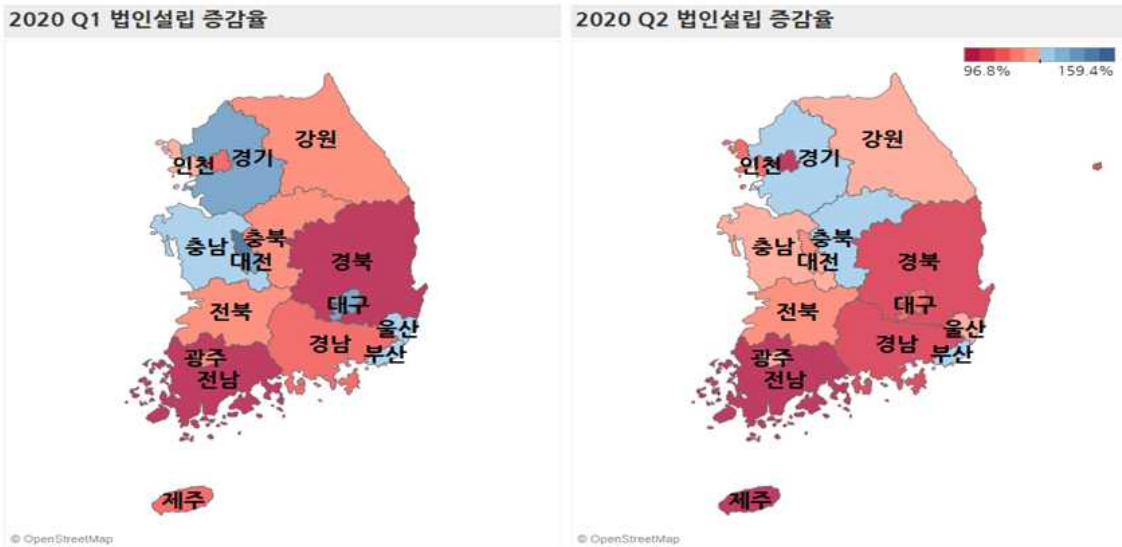 2020 Q1 법인설립 증감율
강원
인천
경기
충남
충북
대전
경북
전북
대구
울산
경남
부산
광주
전남
제주
© OpenStreetMap
2020 Q2 법인설립 증감율
96.8%
159.4%
강원
인천
경기
충남
충북
대전
경북
전북
대구
울산
경남
부산
광주
전남
제주
© OpenStreetMap